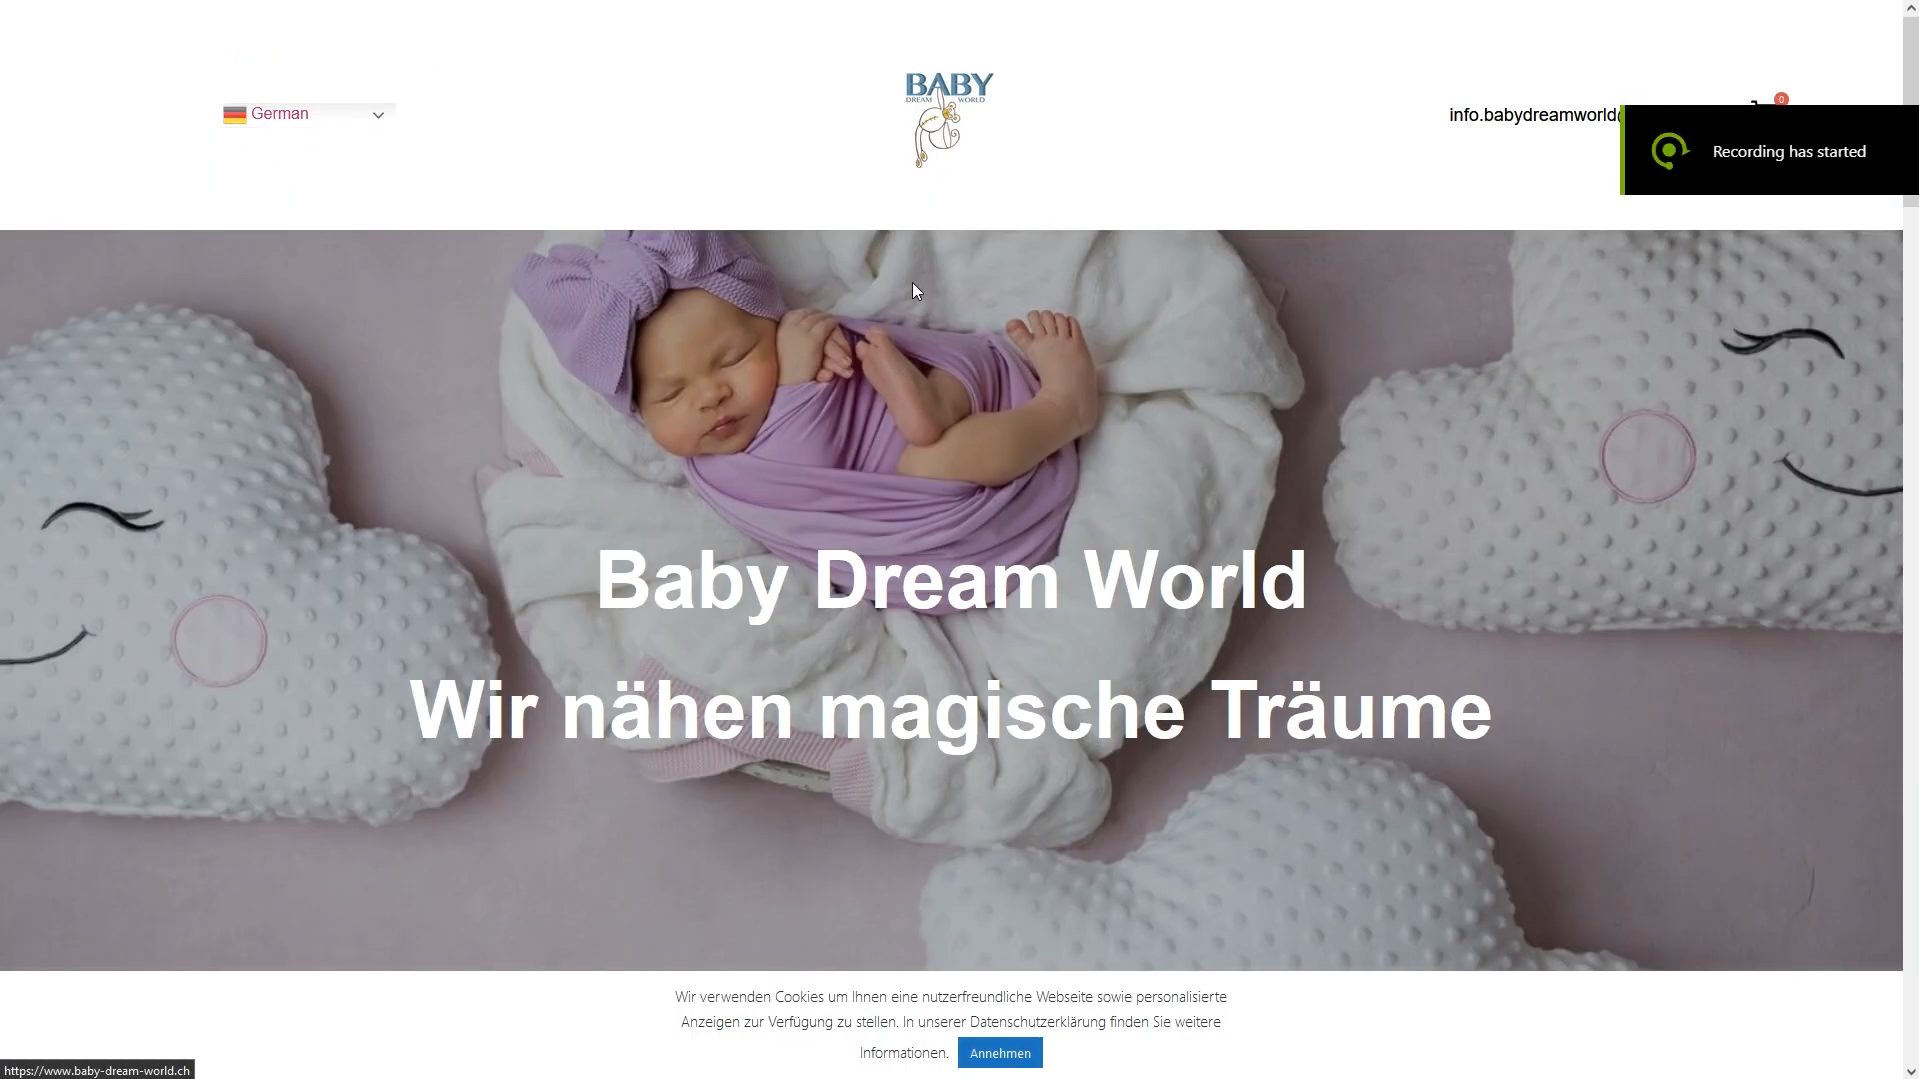 German
BABY
DREAM WORLD
info.babydreamworld
0
Recording has started
Baby Dream World
Wir nähen magische Träume
Wir verwenden Cookies um Ihnen eine nutzerfreundliche Webseite sowie personalisierte
Anzeigen zur Verfügung zu stellen. In unserer Datenschutzerklärung finden Sie weitere
Informationen. Annehmen
https://www.baby-dream-world.ch